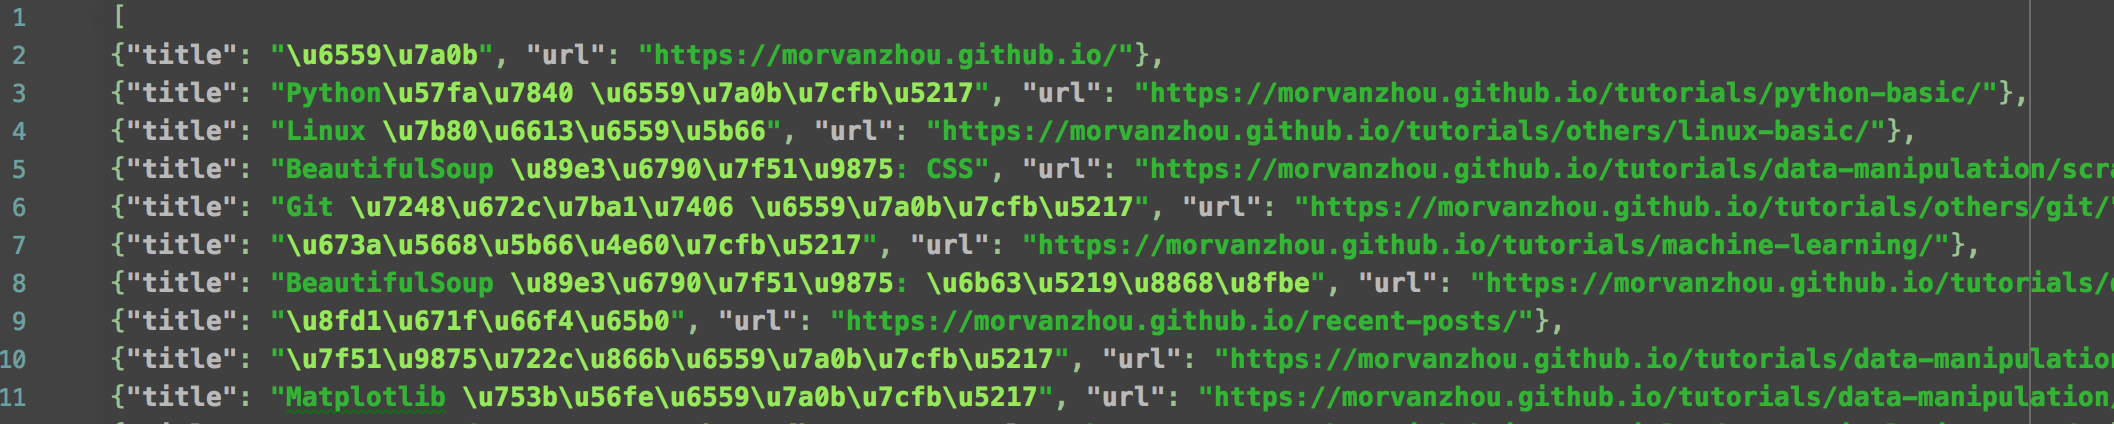 1 [
2 {"title": "\u6559\u7a0b", "url": "https://morvanzhou.github.io/"},
3 {"title": "Python\u57fa\u7840 \u6559\u7a0b\u7cfb\u5217", "url": "https://morvanzhou.github.io/tutorials/python-basic/"},
4 {"title": "Linux \u7b80\u6613\u6559\u5b66", "url": "https://morvanzhou.github.io/tutorials/others/linux-basic/"},
5 {"title": "BeautifulSoup \u89e3\u6790\u7f51\u9875: CSS", "url": "https://morvanzhou.github.io/tutorials/data-manipulation/scra
6 {"title": "Git \u7248\u672c\u7ba1\u7406 \u6559\u7a0b\u7cfb\u5217", "url": "https://morvanzhou.github.io/tutorials/others/git/"
7 {"title": "\u673a\u5668\u5b66\u4e60\u7cfb\u5217", "url": "https://morvanzhou.github.io/tutorials/machine-learning/"},
8 {"title": "BeautifulSoup \u89e3\u6790\u7f51\u9875: \u6b63\u5219\u8868\u8fbe", "url": "https://morvanzhou.github.io/tutorials/
9 {"title": "\u8fd1\u671f\u66f4\u65b0", "url": "https://morvanzhou.github.io/recent-posts/"},
10 {"title": "\u7f51\u9875\u722c\u866b\u6559\u7a0b\u7cfb\u5217", "url": "https://morvanzhou.github.io/tutorials/data-manipulation
11 {"title": "Matplotlib \u753b\u56fe\u6559\u7a0b\u7cfb\u5217", "url": "https://morvanzhou.github.io/tutorials/data-manipulation/